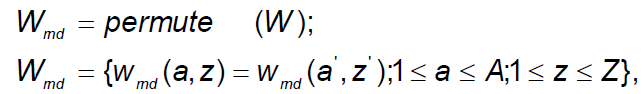 W_md = permute (W);
W_md = {w_md (a, z) = w_md (a', z');1 ≤ a ≤ A;1 ≤ z ≤ Z},